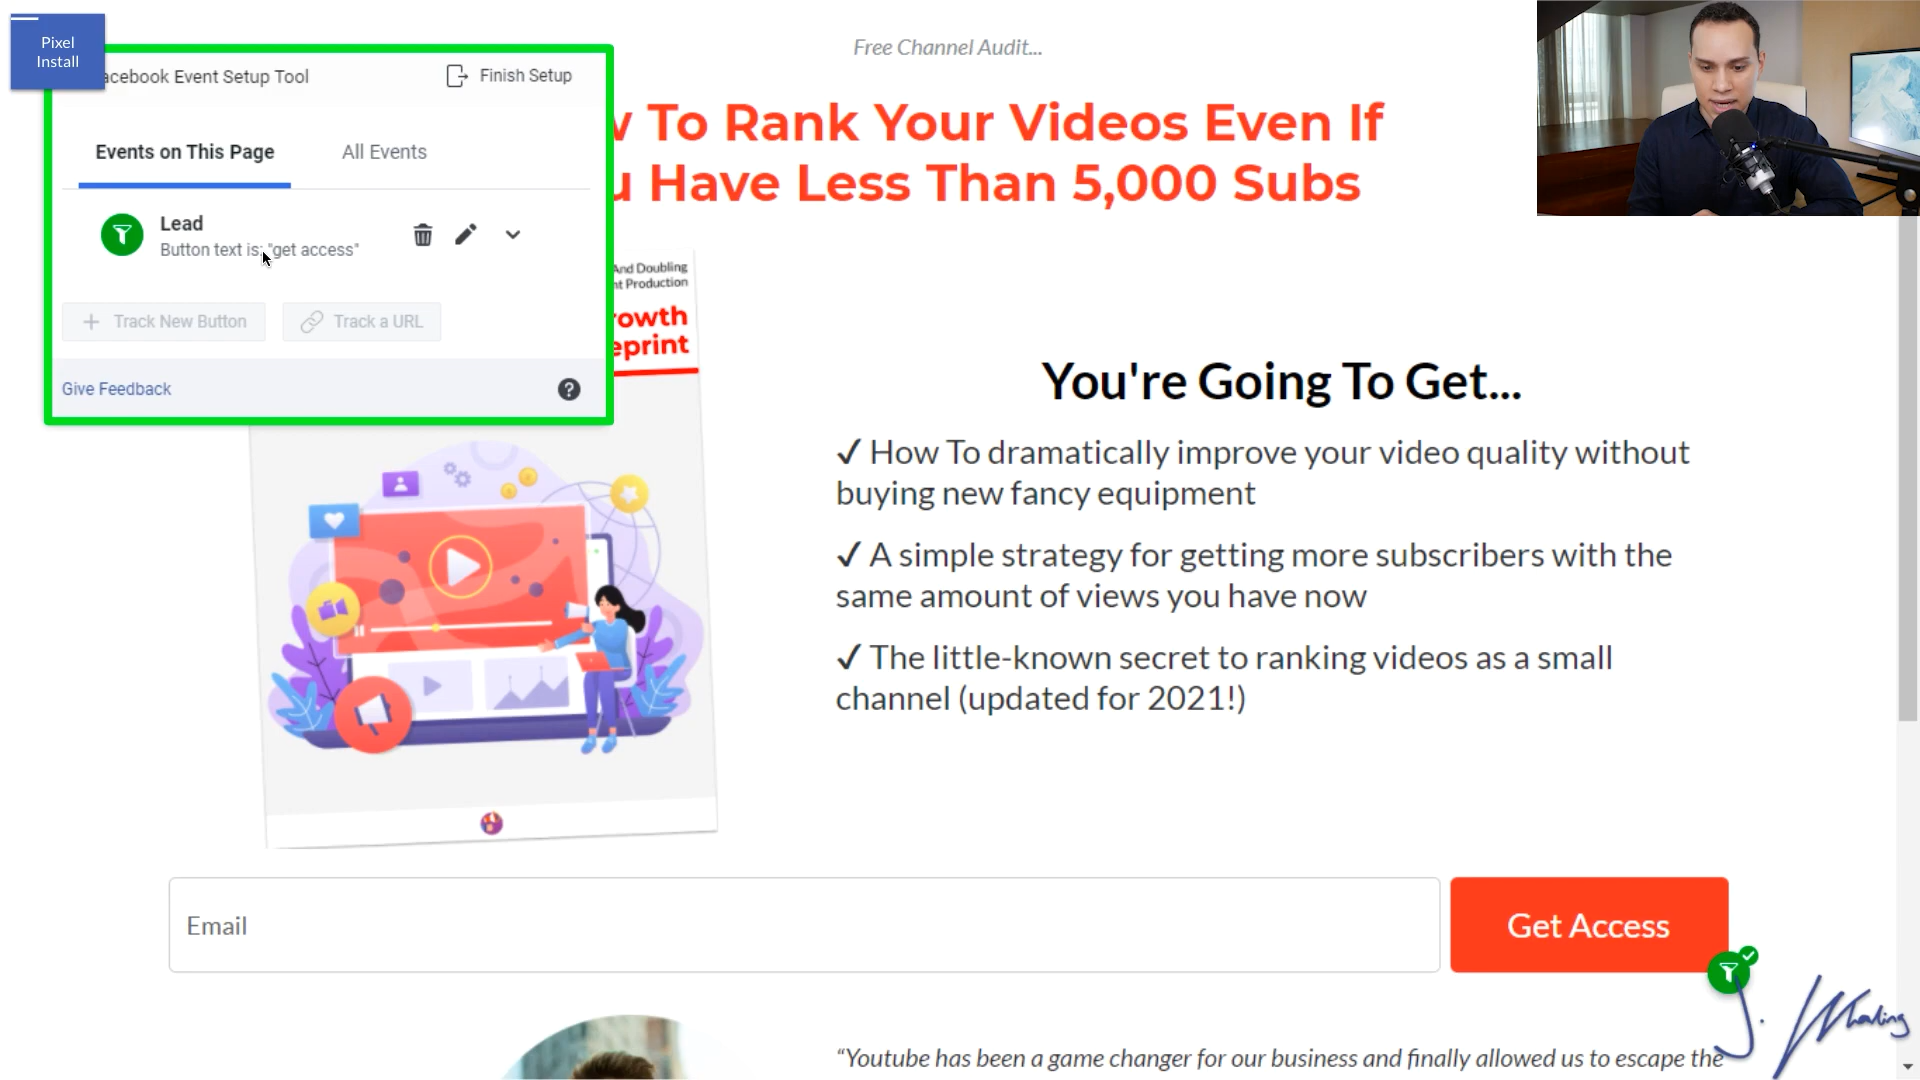 Pixel
Install
acebook Event Setup Tool
Finish Setup
Events on This Page
All Events
Lead
Button text is: "get access"
Track New Button
Track a URL
Give Feedback
Free Channel Audit...
w To Rank Your Videos Even If
u Have Less Than 5,000 Subs
And Doubling
nt Production
rowth
eprint
You're Going To Get...
✓ How To dramatically improve your video quality without
buying new fancy equipment
✓ A simple strategy for getting more subscribers with the
same amount of views you have now
✓ The little-known secret to ranking videos as a small
channel (updated for 2021!)
Email
Get Access
“Youtube has been a game changer for our business and finally allowed us to escape the